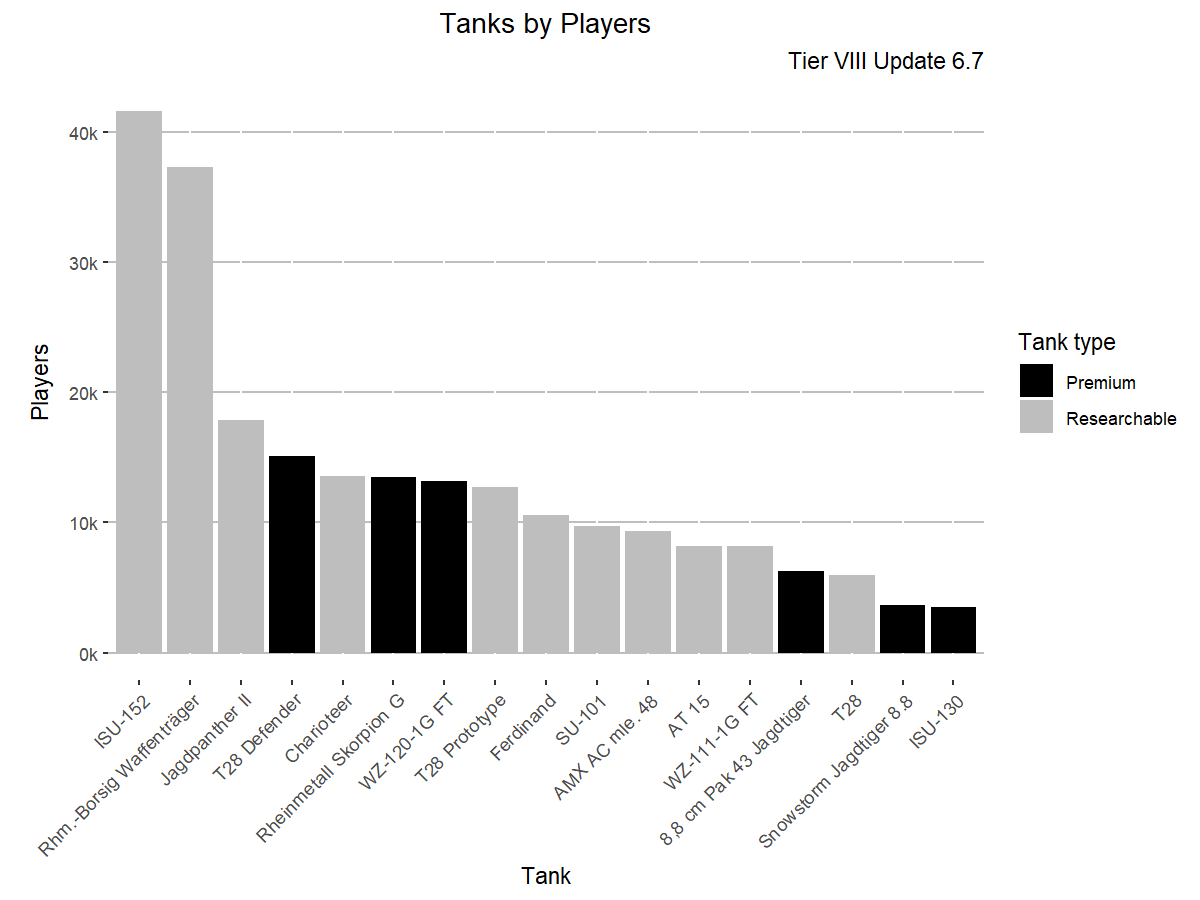 Tanks by Players
Tier VIII Update 6.7
Players
40k
30k
20k
10k
0k
ISU-152
Rhm.-Borsig Waffenträger
Jagdpanther II
T28 Defender
Charioteer
Rheinmetall Skorpion G
WZ-120-1G FT
T28 Prototype
Ferdinand
SU-101
AMX AC mle. 48
AT 15
WZ-111-1G FT
8,8 cm Pak 43 Jagdtiger
T28
Snowstorm Jagdtiger 8.8
ISU-130
Tank
Tank type
Premium
Researchable